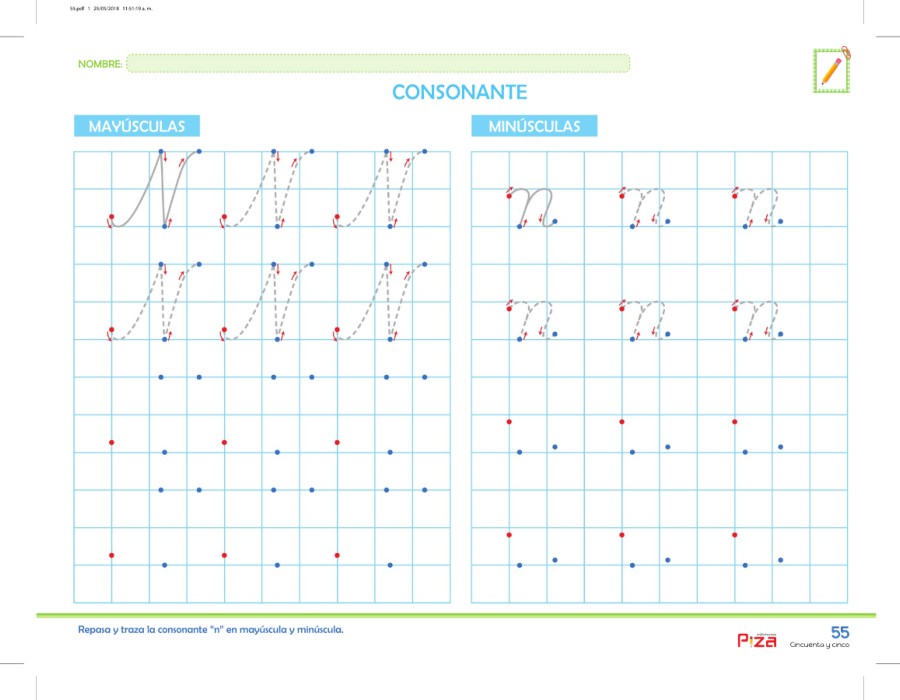 55.pdf 1 25/05/2018 11:51:19 a. m.
NOMBRE:
CONSONANTE
MAYÚSCULAS
MINÚSCULAS
N N N
n n n
N N N
n n n
Repasa y traza la consonante "n" en mayúscula y minúscula.
Piza
55
Cincuenta y cinco